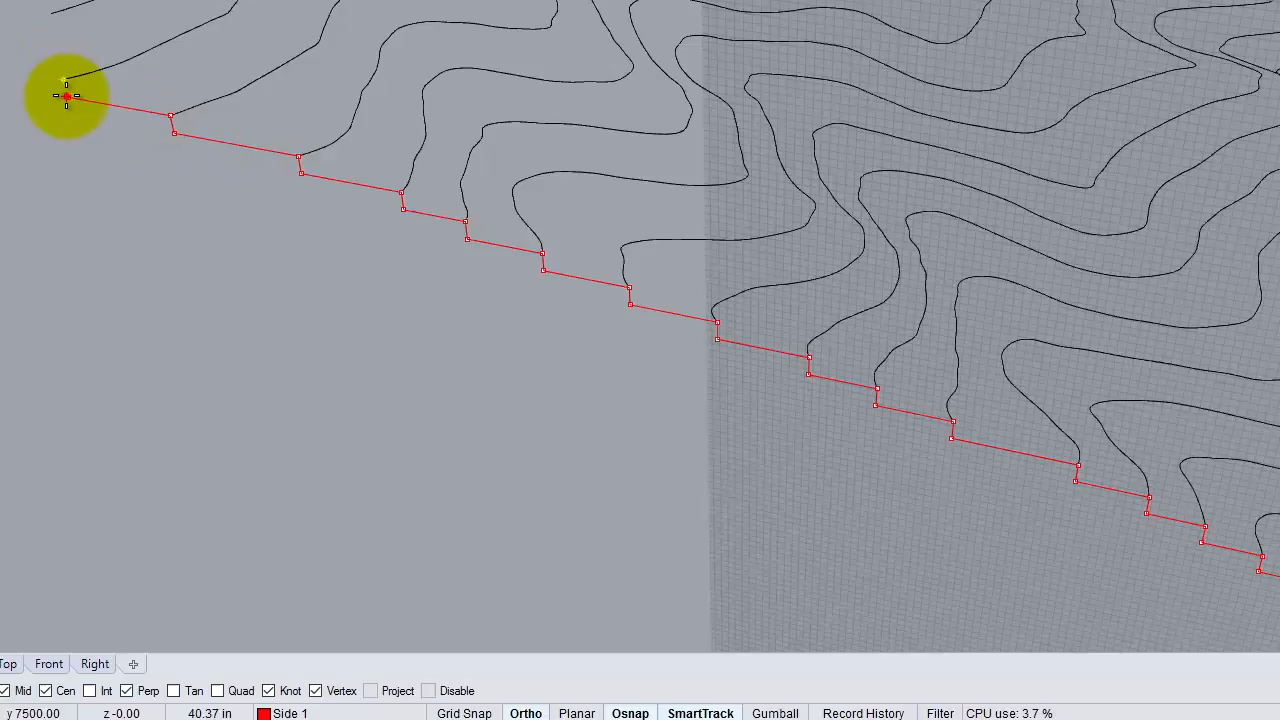 Top Front Right
Mid Cen Int Perp Tan Quad Knot Vertex Project Disable
y 7500.00 z -0.00 40.37 in Side 1 Grid Snap Ortho Planar Osnap SmartTrack Gumball Record History Filter CPU use: 3.7 %